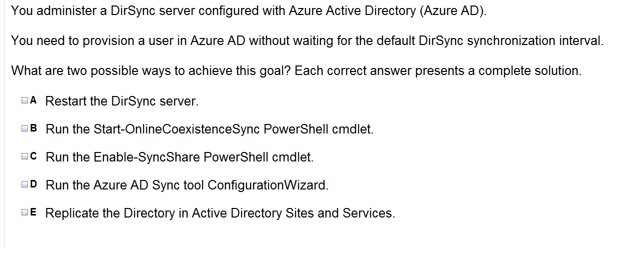 You administer a DirSync server configured with Azure Active Directory (Azure AD).
You need to provision a user in Azure AD without waiting for the default DirSync synchronization interval.
What are two possible ways to achieve this goal? Each correct answer presents a complete solution.
A Restart the DirSync server.
B Run the Start-OnlineCoexistenceSync PowerShell cmdlet.
C Run the Enable-SyncShare PowerShell cmdlet.
D Run the Azure AD Sync tool ConfigurationWizard.
E Replicate the Directory in Active Directory Sites and Services.